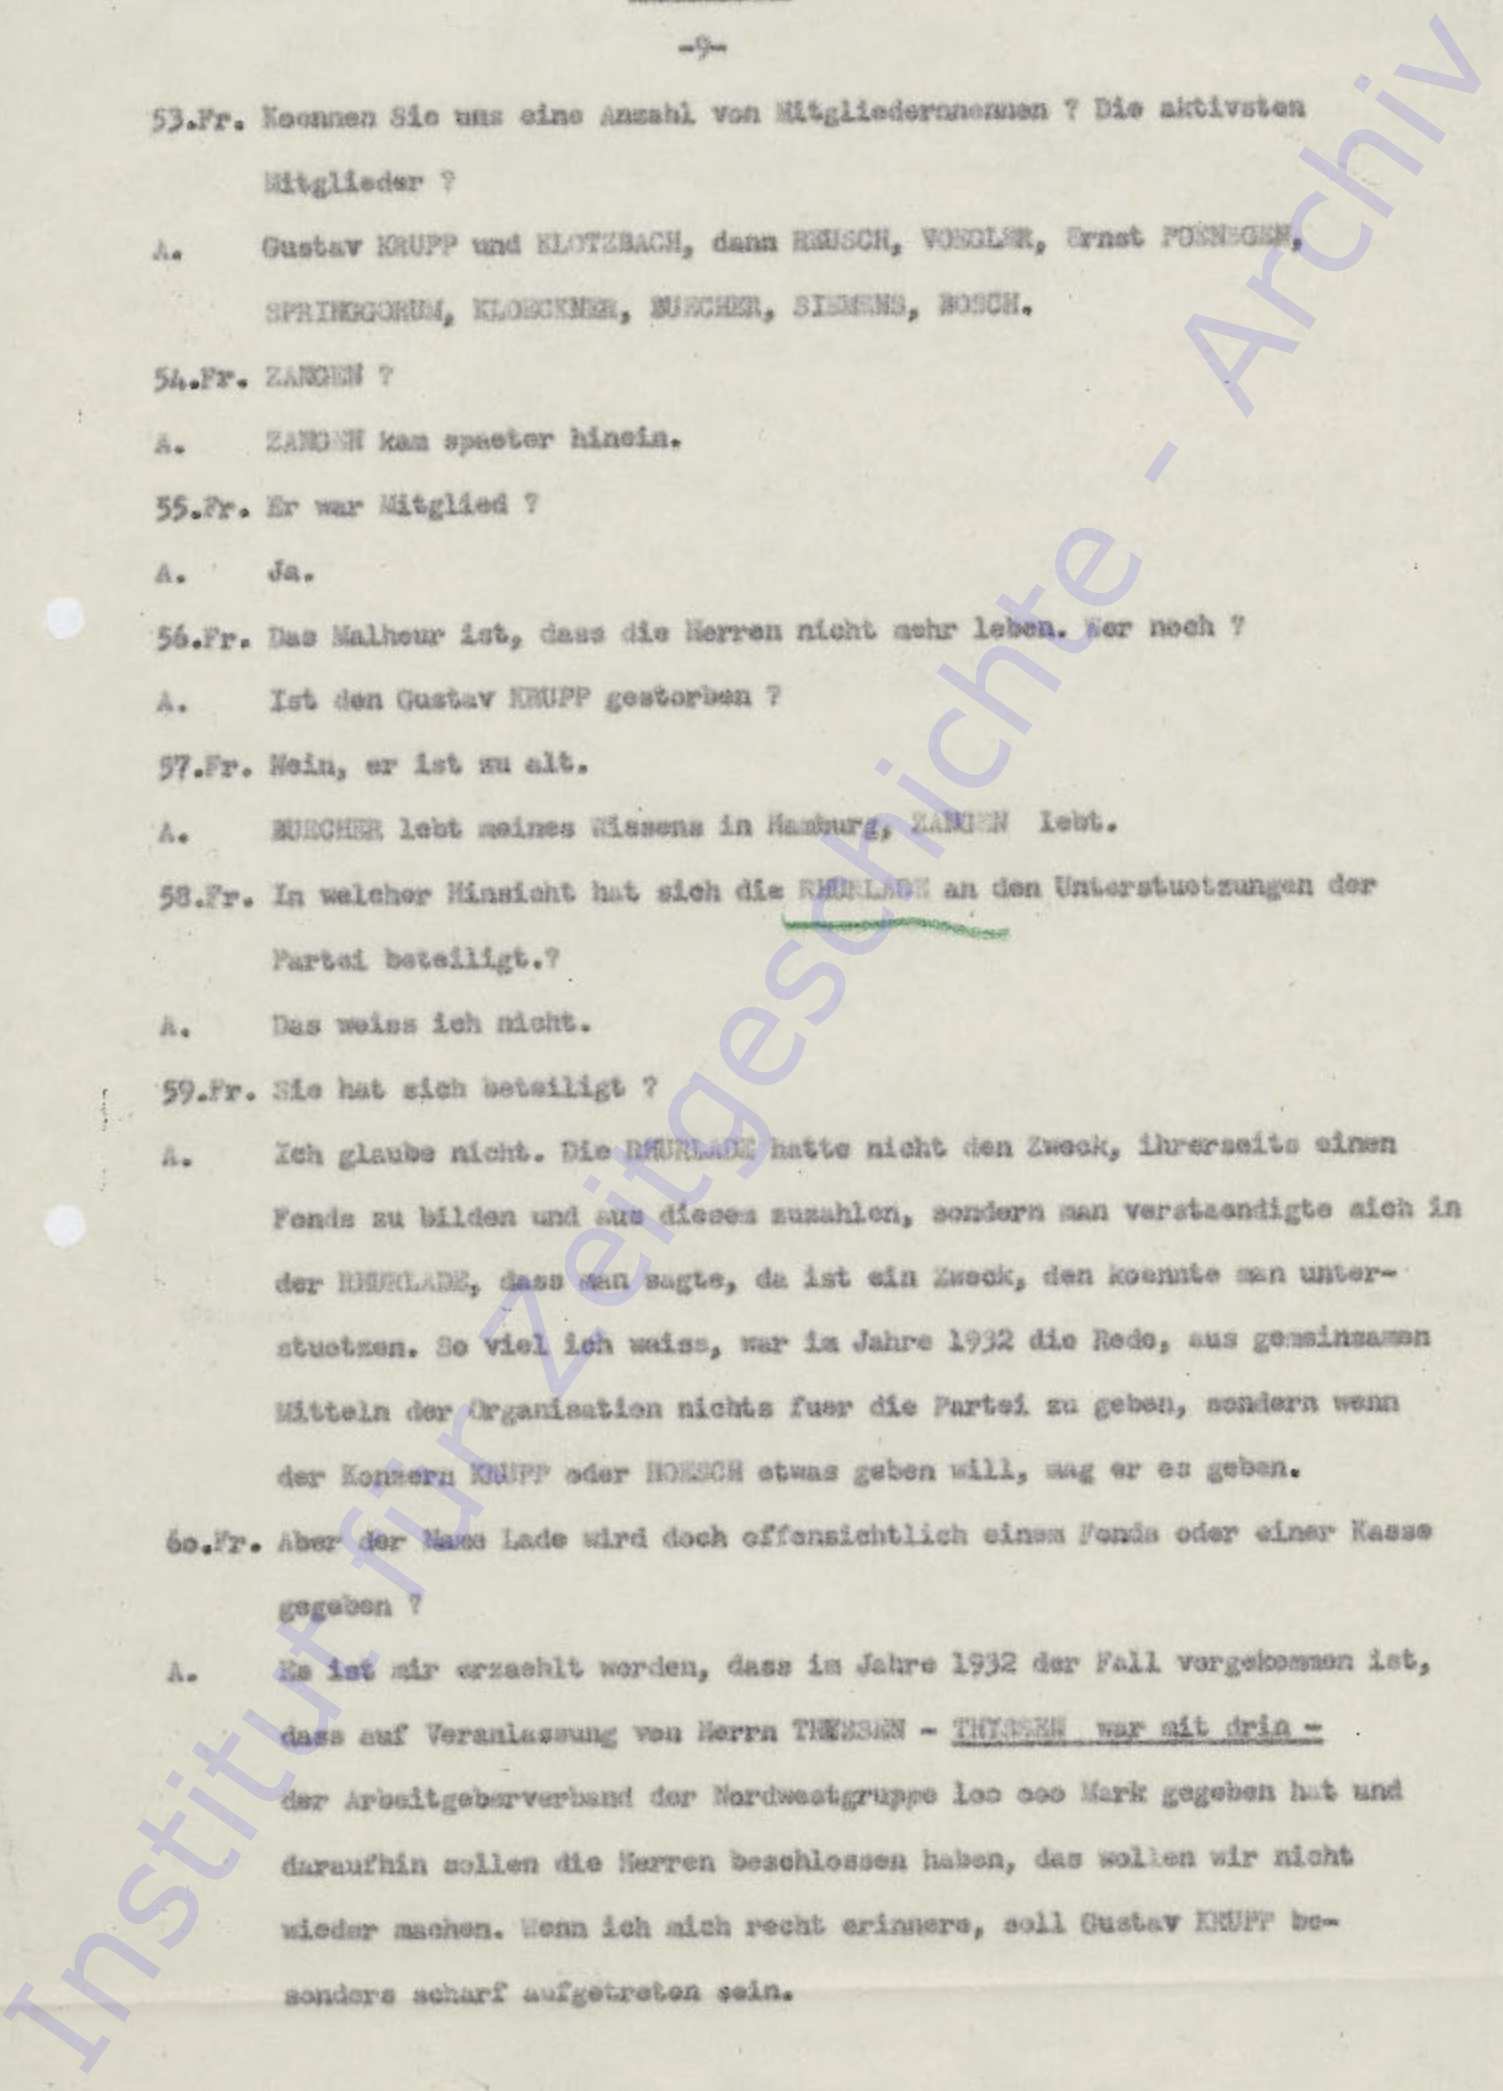 -9-
53.Fr. Koennen Sie uns eine Anzahl von Mitgliedernnennen ? Die aktivsten
Mitglieder ?
A. Gustav KRUPP und KLOTZBACH, dann REUSCH, VOEGLER, Ernst POENSGEN,
SPRINGGORUM, KLOECKNER, BUECHER, SIEMENS, BOSCH.
54.Fr. ZANGEN ?
A. ZANGEN kam spaeter hinein.
55.Fr. Er war Mitglied ?
A. Ja.
56.Fr. Das Malheur ist, dass die Herren nicht mehr leben. Wer noch ?
A. Ist den Gustav KRUPP gestorben ?
57.Fr. Nein, er ist zu alt.
A. BUECHER lebt meines Wissens in Hamburg, ZANGEN lebt.
58.Fr. In welcher Hinsicht hat sich die RHURLADE an den Unterstuetzungen der
Partei beteiligt.?
A. Das weiss ich nicht.
59.Fr. Sie hat sich beteiligt ?
A. Ich glaube nicht. Die RHURLADE hatte nicht den Zweck, ihrerseits einen
Fonds zu bilden und aus diesem zuzahlen, sondern man verstaendigte sich in
der RHURLADE, dass man sagte, da ist ein Zweck, den koennte man unter-
stuetzen. So viel ich weiss, war im Jahre 1932 die Rede, aus gemeinsamen
Mitteln der Organisation nichts fuer die Partei zu geben, sondern wenn
der Konzern KRUPP oder HOESCH etwas geben will, mag er es geben.
6o.Fr. Aber der Name Lade wird doch offensichtlich einem Fonds oder einer Kasse
gegeben ?
A. Es ist mir erzaehlt worden, dass im Jahre 1932 der Fall vorgekommen ist,
dass auf Veranlassung von Herrn THYSSEN - THYSSEN war mit drin -
der Arbeitgeberverband der Nordwestgruppe 1oo ooo Mark gegeben hat und
daraufhin sollen die Herren beschlossen haben, das wollen wir nicht
wieder machen. Wenn ich mich recht erinnere, soll Gustav KRUPP be-
sonders scharf aufgetreten sein.
Institut für Zeitgeschichte - Archiv